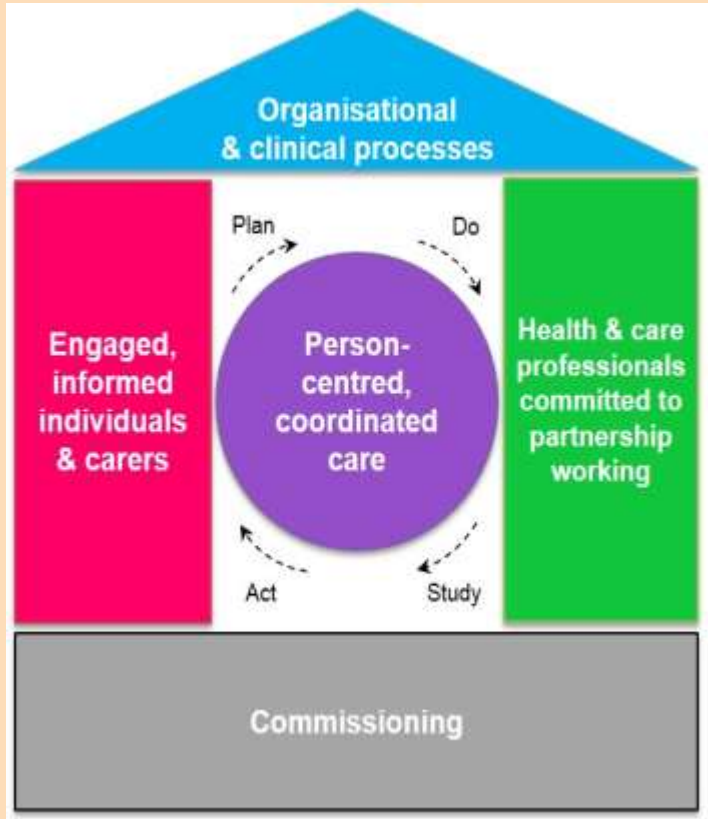 Organisational
& clinical processes
Plan
Do
Engaged,
informed
individuals
& carers
Person-
centred,
coordinated
care
Health & care
professionals
committed to
partnership
working
Act
Study
Commissioning